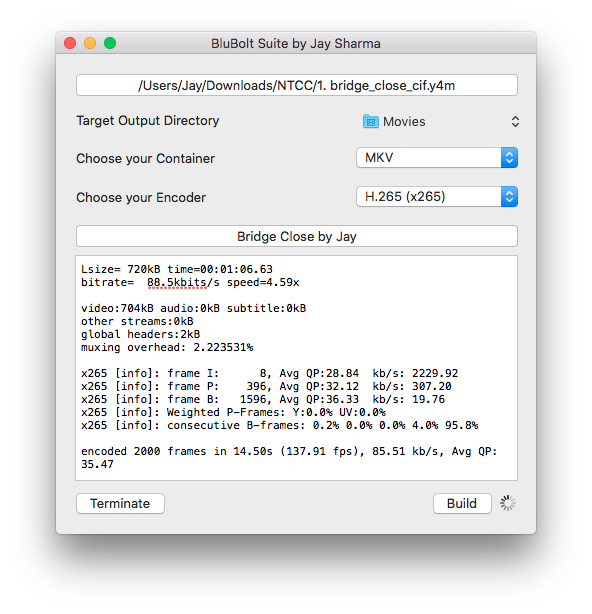 BluBolt Suite by Jay Sharma
/Users/Jay/Downloads/NTCC/1. bridge_close_cif.y4m
Target Output Directory
Movies
Choose your Container
MKV
Choose your Encoder
H.265 (x265)
Bridge Close by Jay
Lsize= 720kB time=00:01:06.63
bitrate=  88.5kbits/s speed=4.59x
video:704kB audio:0kB subtitle:0kB
other streams:0kB
global headers:2kB
muxing overhead: 2.223531%
x265 [info]: frame I:      8, Avg QP:28.84  kb/s: 2229.92
x265 [info]: frame P:    396, Avg QP:32.12  kb/s: 307.20
x265 [info]: frame B:   1596, Avg QP:36.33  kb/s: 19.76
x265 [info]: Weighted P-Frames: Y:0.0% UV:0.0%
x265 [info]: consecutive B-frames: 0.2% 0.0% 0.0% 4.0% 95.8%
encoded 2000 frames in 14.50s (137.91 fps), 85.51 kb/s, Avg QP:
35.47
Terminate
Build